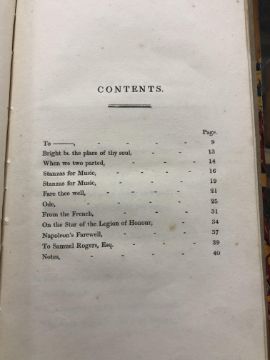 CONTENTS.
Page.
To ———, - - - - 9
Bright be the place of thy soul, - - - 13
When we two parted, - - - - 14
Stanzas for Music, - - - - 16
Stanzas for Music, - - - - 19
Fare thee well, - - - - 21
Ode, - - - - - 25
From the French, - - - - 31
On the Star of the Legion of Honour, - - 34
Napoleon's Farewell, - - - - 37
To Samuel Rogers, Esq. - - - 39
Notes, - - - - - 40